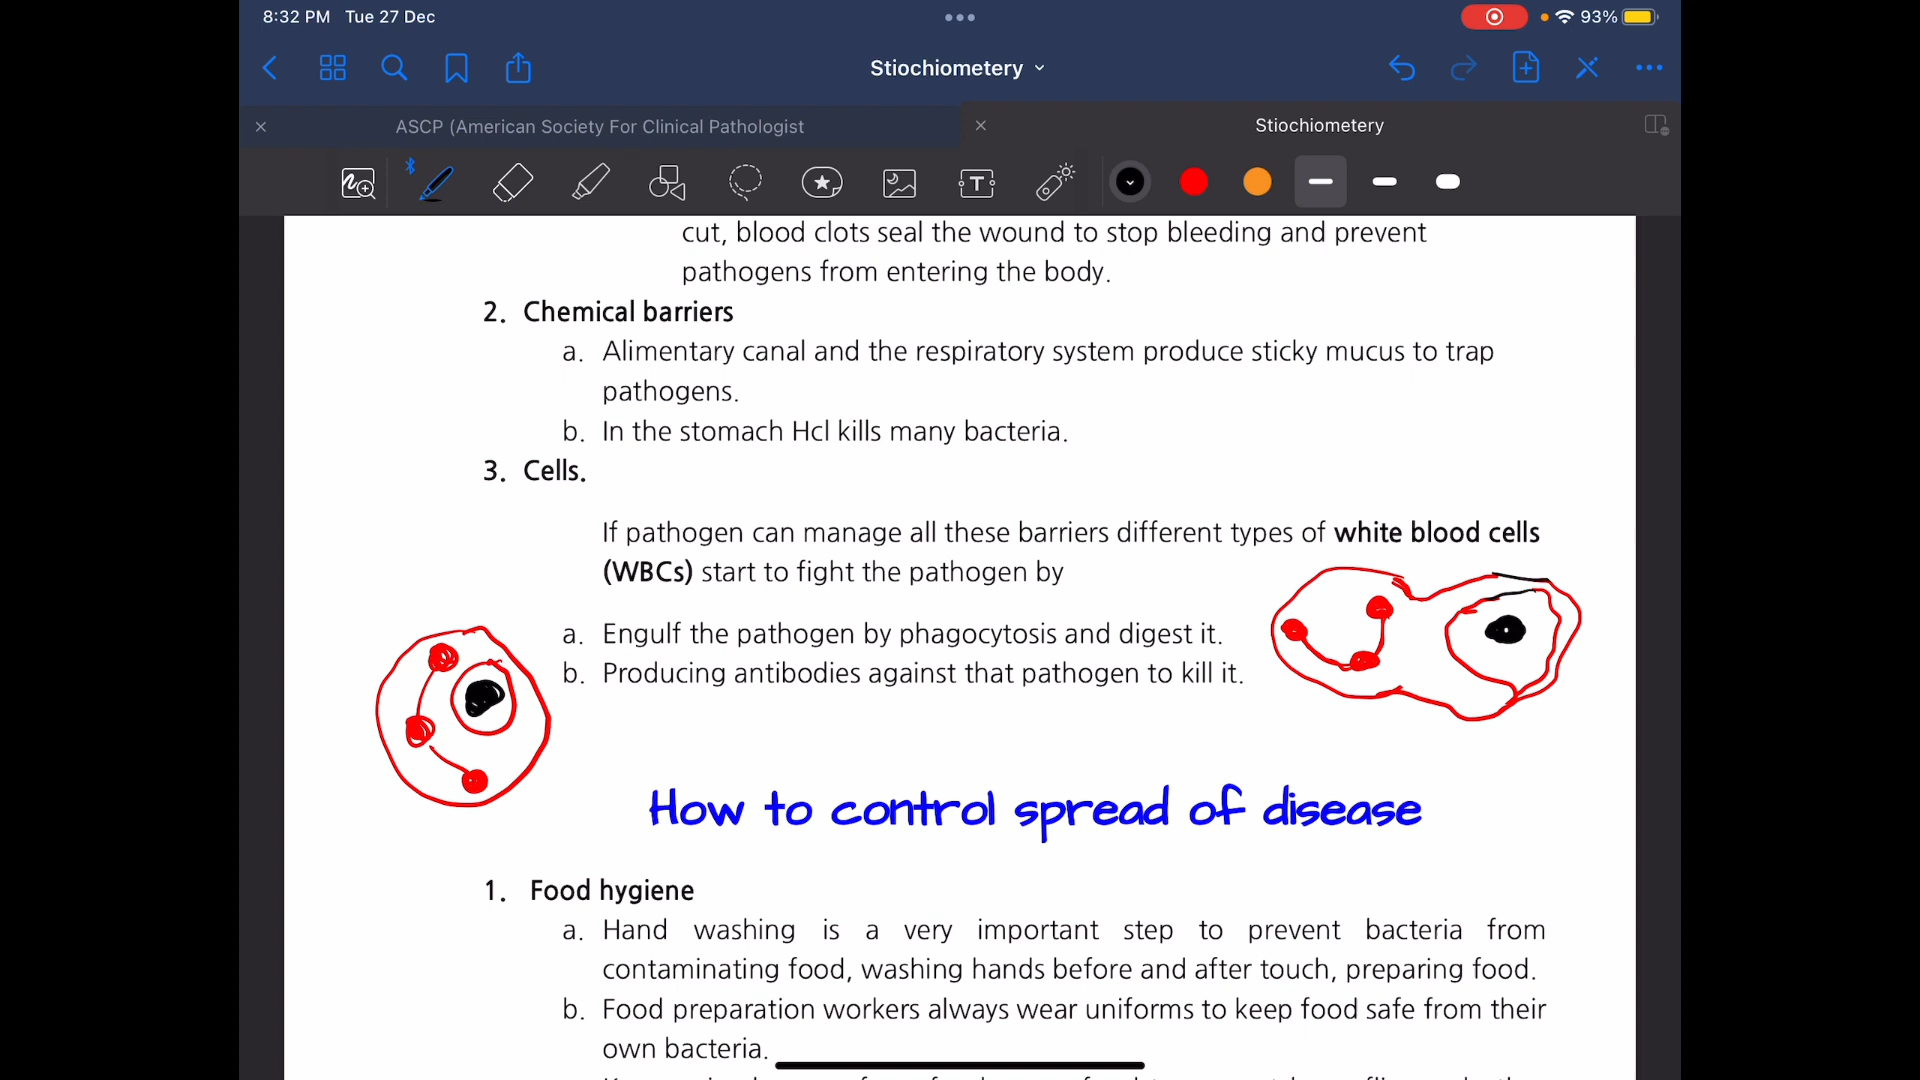 8:32 PM Tue 27 Dec
93%
Stiochiometery
ASCP (American Society For Clinical Pathologist
Stiochiometery
T
cut, blood clots seal the wound to stop bleeding and prevent
pathogens from entering the body.
2. Chemical barriers
a. Alimentary canal and the respiratory system produce sticky mucus to trap
pathogens.
b. In the stomach Hcl kills many bacteria.
3. Cells.
If pathogen can manage all these barriers different types of white blood cells
(WBCs) start to fight the pathogen by
a. Engulf the pathogen by phagocytosis and digest it.
b. Producing antibodies against that pathogen to kill it.
How to control spread of disease
1. Food hygiene
a. Hand washing is a very important step to prevent bacteria from
contaminating food, washing hands before and after touch, preparing food.
b. Food preparation workers always wear uniforms to keep food safe from their
own bacteria.